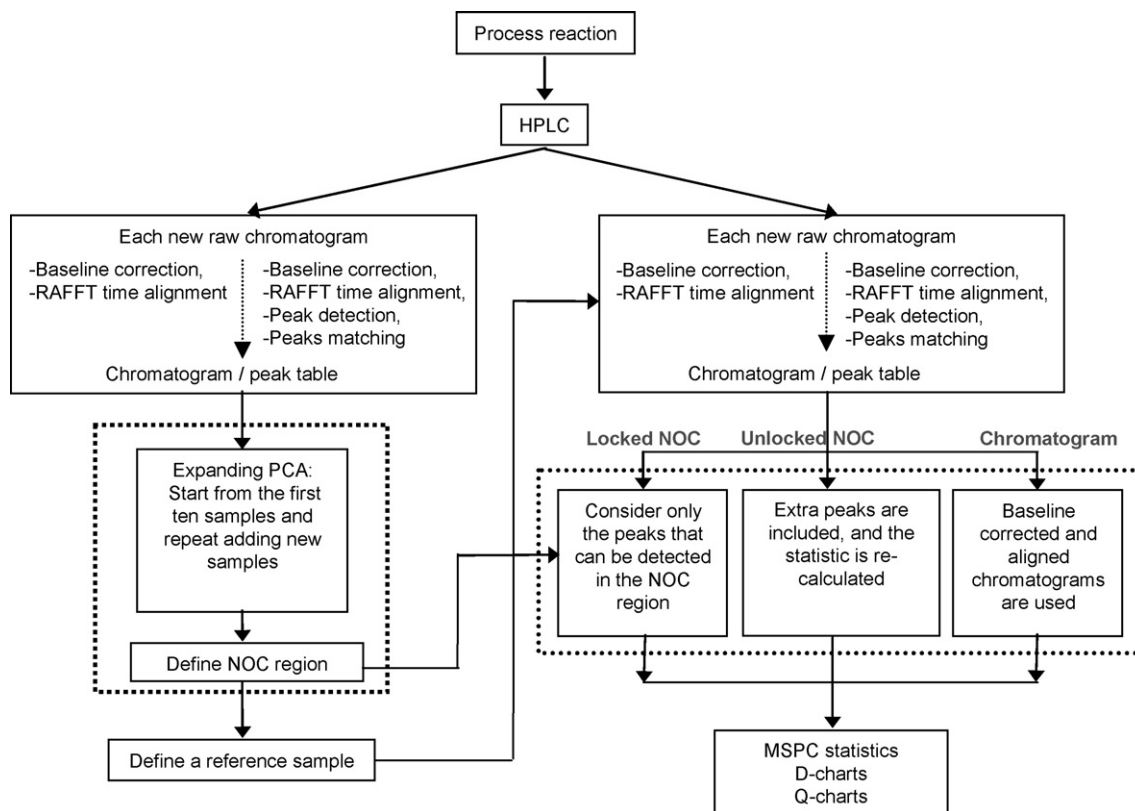 Process reaction
HPLC
Each new raw chromatogram
-Baseline correction,
-RAFFT time alignment
-Baseline correction,
-RAFFT time alignment,
-Peak detection,
-Peaks matching
Chromatogram / peak table
Expanding PCA:
Start from the first
ten samples and
repeat adding new
samples
Define NOC region
Define a reference sample
Each new raw chromatogram
-Baseline correction,
-RAFFT time alignment
-Baseline correction,
-RAFFT time alignment,
-Peak detection,
-Peaks matching
Chromatogram / peak table
Locked NOC
Unlocked NOC
Chromatogram
Consider only
the peaks that
can be detected
in the NOC
region
Extra peaks are
included, and the
statistic is re-
calculated
Baseline
corrected and
aligned
chromatograms
are used
MSPC statistics
D-charts
Q-charts